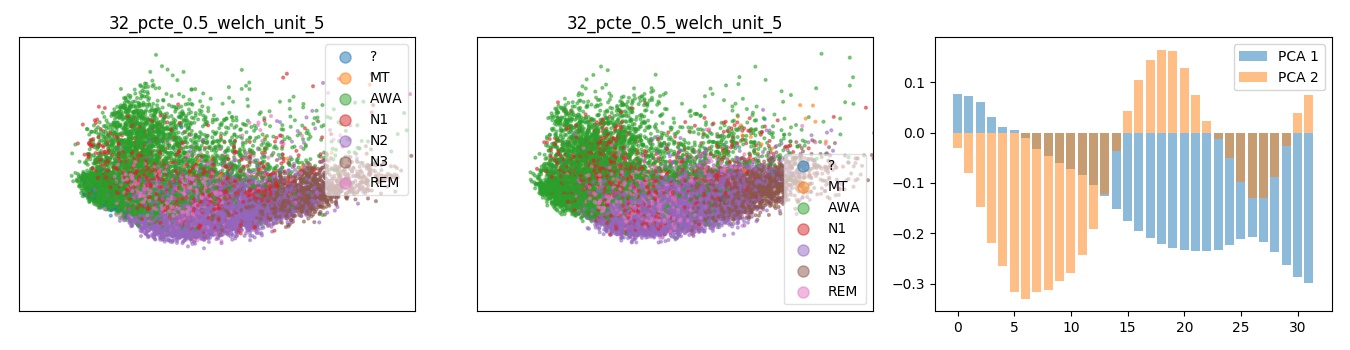 32_pcte_0.5_welch_unit_5
?
MT
AWA
N1
N2
N3
REM
32_pcte_0.5_welch_unit_5
?
MT
AWA
N1
N2
N3
REM
PCA 1
PCA 2
0.1
0.0
−0.1
−0.2
−0.3
0 5 10 15 20 25 30